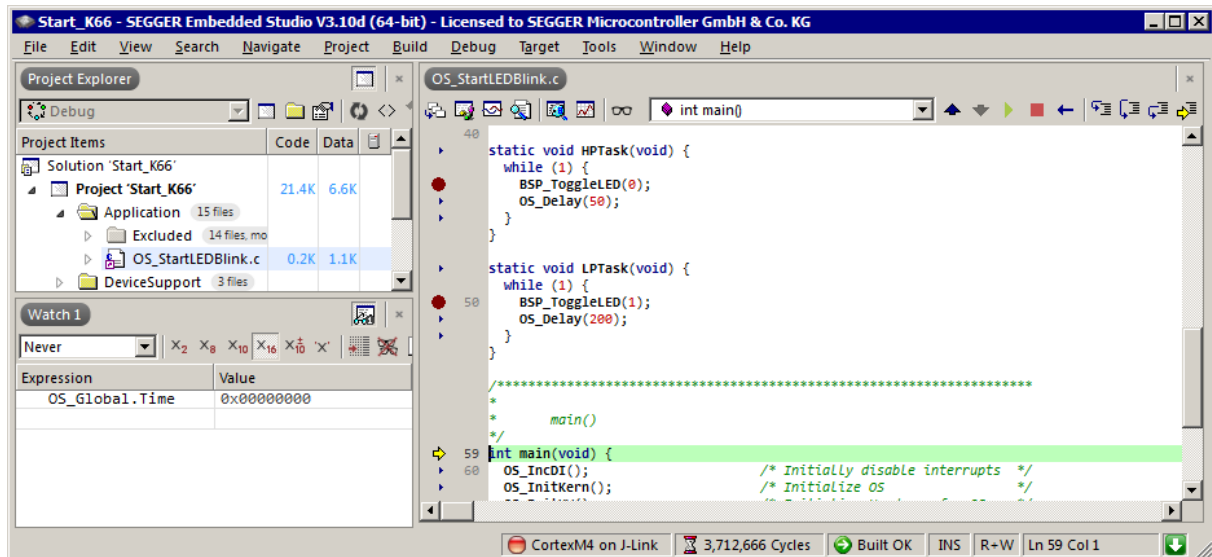 Start_K66 - SEGGER Embedded Studio V3.10d (64-bit) - Licensed to SEGGER Microcontroller GmbH & Co. KG
File Edit View Search Navigate Project Build Debug Target Tools Window Help
Project Explorer
Debug
Project Items Code Data
Solution 'Start_K66'
Project 'Start_K66' 21.4K 6.6K
Application 15 files
Excluded 14 files, mo
OS_StartLEDBlink.c 0.2K 1.1K
DeviceSupport 3 files
Watch 1
Never x2 x8 x10 x16 x±10 'x'
Expression Value
OS_Global.Time 0x00000000
OS_StartLEDBlink.c
int main()
40
static void HPTask(void) {
while (1) {
BSP_ToggleLED(0);
OS_Delay(50);
}
}
static void LPTask(void) {
while (1) {
50 BSP_ToggleLED(1);
OS_Delay(200);
}
}
/*********************************************************************
*
* main()
*/
59 int main(void) {
60 OS_IncDI(); /* Initially disable interrupts */
OS_InitKern(); /* Initialize OS */
CortexM4 on J-Link 3,712,666 Cycles Built OK INS R+W Ln 59 Col 1